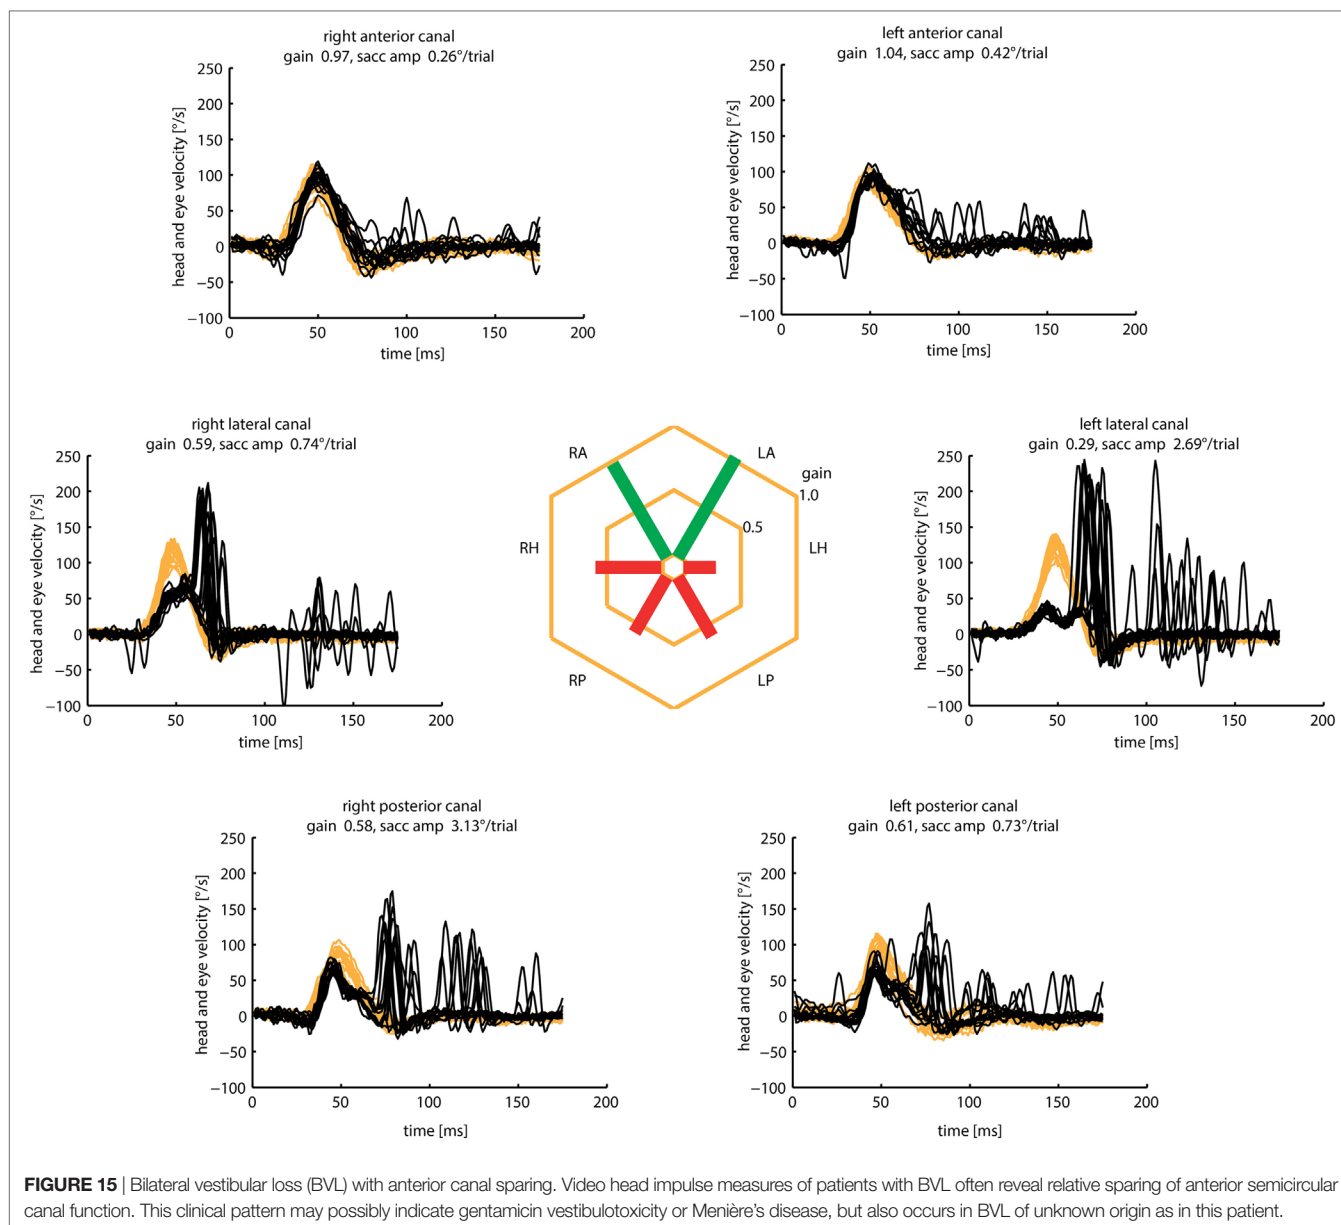 right anterior canal
gain 0.97, sacc amp 0.26°/trial
250
200
150
100
50
0
−50
−100
head and eye velocity [°/s]
0 50 100 150 200
time [ms]
left anterior canal
gain 1.04, sacc amp 0.42°/trial
250
200
150
100
50
0
−50
−100
head and eye velocity [°/s]
0 50 100 150 200
time [ms]
right lateral canal
gain 0.59, sacc amp 0.74°/trial
250
200
150
100
50
0
−50
−100
head and eye velocity [°/s]
0 50 100 150 200
time [ms]
RA LA
gain
1.0
0.5
RH LH
RP LP
left lateral canal
gain 0.29, sacc amp 2.69°/trial
250
200
150
100
50
0
−50
−100
head and eye velocity [°/s]
0 50 100 150 200
time [ms]
right posterior canal
gain 0.58, sacc amp 3.13°/trial
250
200
150
100
50
0
−50
−100
head and eye velocity [°/s]
0 50 100 150 200
time [ms]
left posterior canal
gain 0.61, sacc amp 0.73°/trial
250
200
150
100
50
0
−50
−100
head and eye velocity [°/s]
0 50 100 150 200
time [ms]
FIGURE 15 | Bilateral vestibular loss (BVL) with anterior canal sparing. Video head impulse measures of patients with BVL often reveal relative sparing of anterior semicircular
canal function. This clinical pattern may possibly indicate gentamicin vestibulotoxicity or Menière's disease, but also occurs in BVL of unknown origin as in this patient.